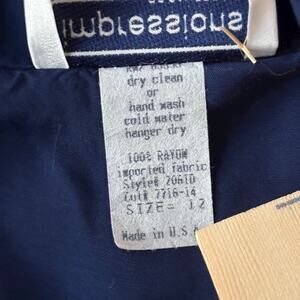 impressions
dry clean
or
hand wash
cold water
hanger dry
100% RAYON
imported fabric
Style# 2061D
Cut# 7716-14
SIZE= 12
Made in U.S.A